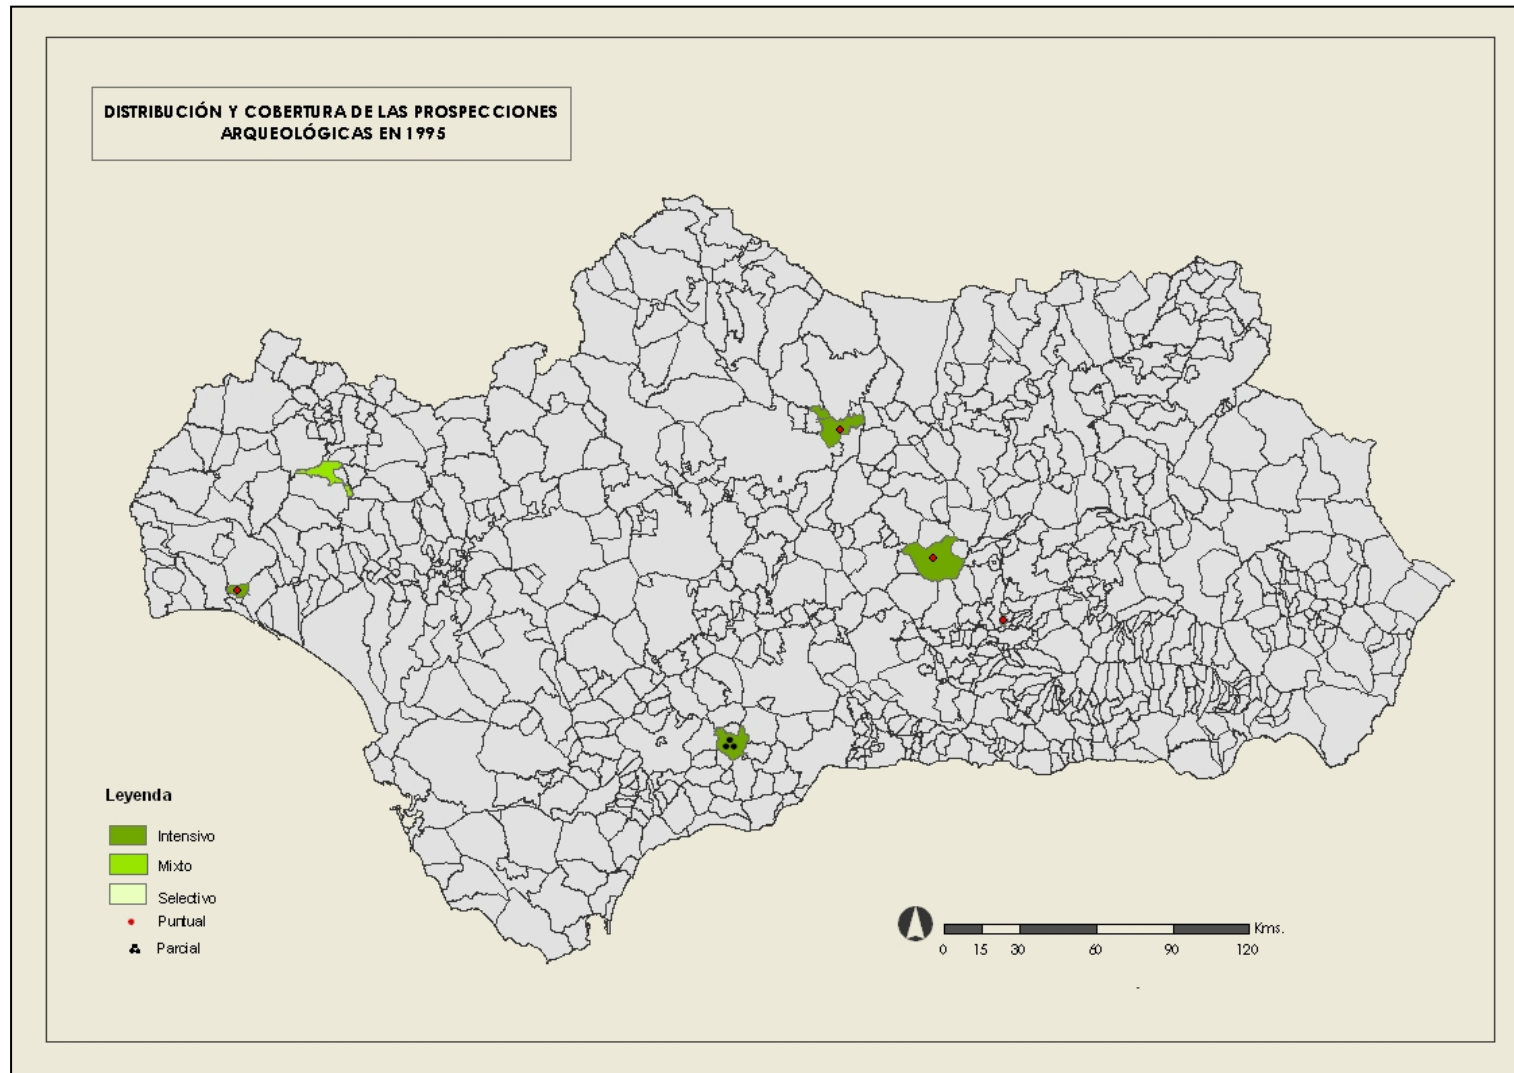 DISTRIBUCIÓN Y COBERTURA DE LAS PROSPECCIONES
ARQUEOLÓGICAS EN 1995
Leyenda
Intensivo
Mixto
Selectivo
Puntual
Parcial
Kms.
0 15 30 60 90 120